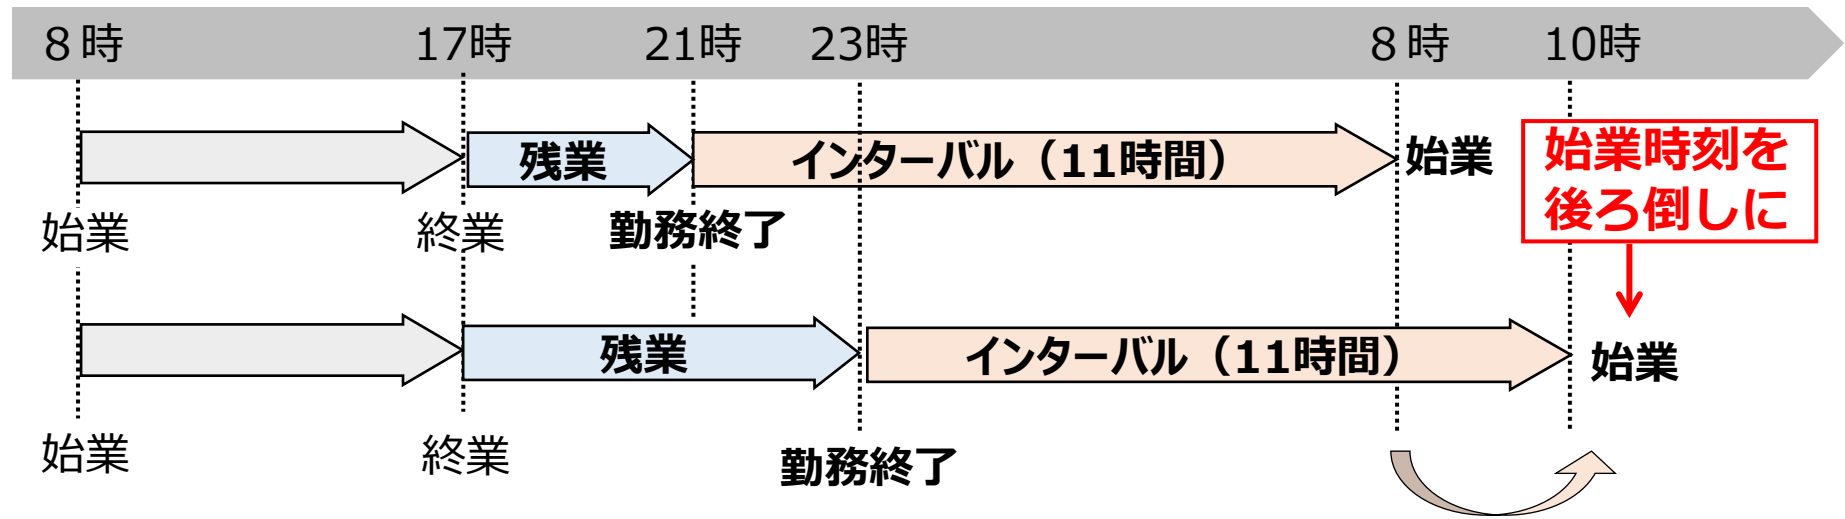 ８時
17時
21時
23時
８時
10時
残業
インターバル（11時間）
始業
始業時刻を
後ろ倒しに
始業
終業
勤務終了
残業
インターバル（11時間）
始業
始業
終業
勤務終了